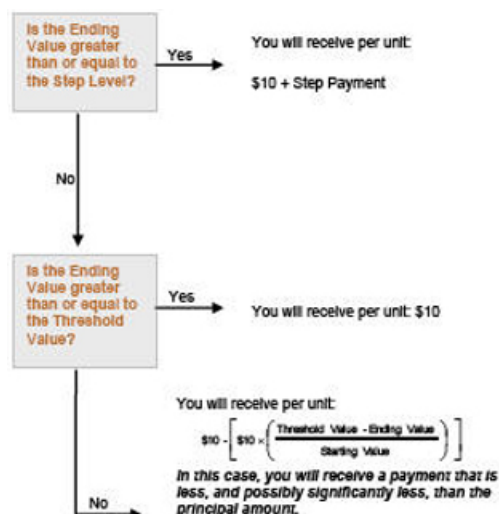 Is the Ending
Value greater
than or equal to
the Step Level?
Yes
You will receive per unit:
$10 + Step Payment
No
Is the Ending
Value greater
than or equal to
the Threshold
Value?
Yes
You will receive per unit: $10
You will receive per unit:
$10 - [ $10 × ( Threshold Value - Ending Value
Starting Value ) ]
In this case, you will receive a payment that is
less, and possibly significantly less, than the
principal amount.
No